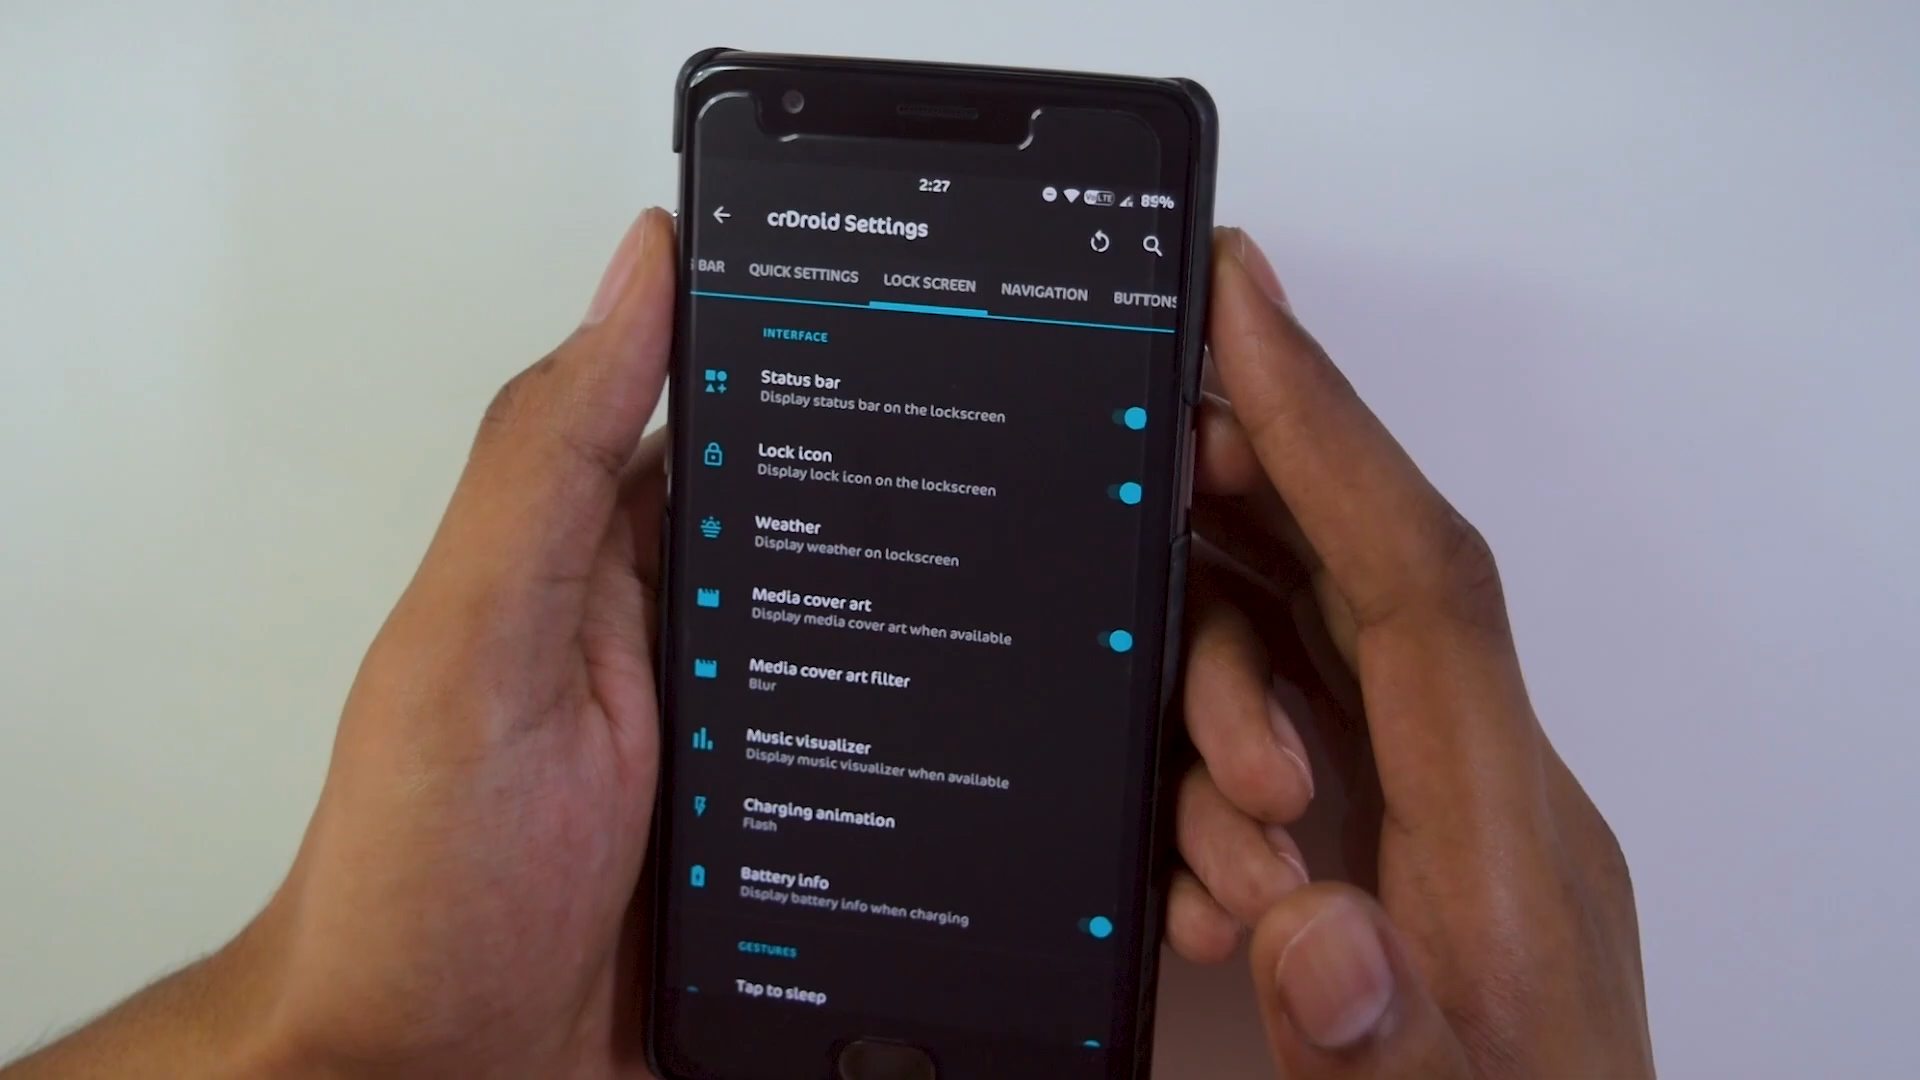 2:27
VoLTE 89%
crDroid Settings
S BAR QUICK SETTINGS LOCK SCREEN NAVIGATION BUTTONS
INTERFACE
Status bar
Display status bar on the lockscreen
Lock icon
Display lock icon on the lockscreen
Weather
Display weather on lockscreen
Media cover art
Display media cover art when available
Media cover art filter
Blur
Music visualizer
Display music visualizer when available
Charging animation
Flash
Battery info
Display battery info when charging
GESTURES
Tap to sleep